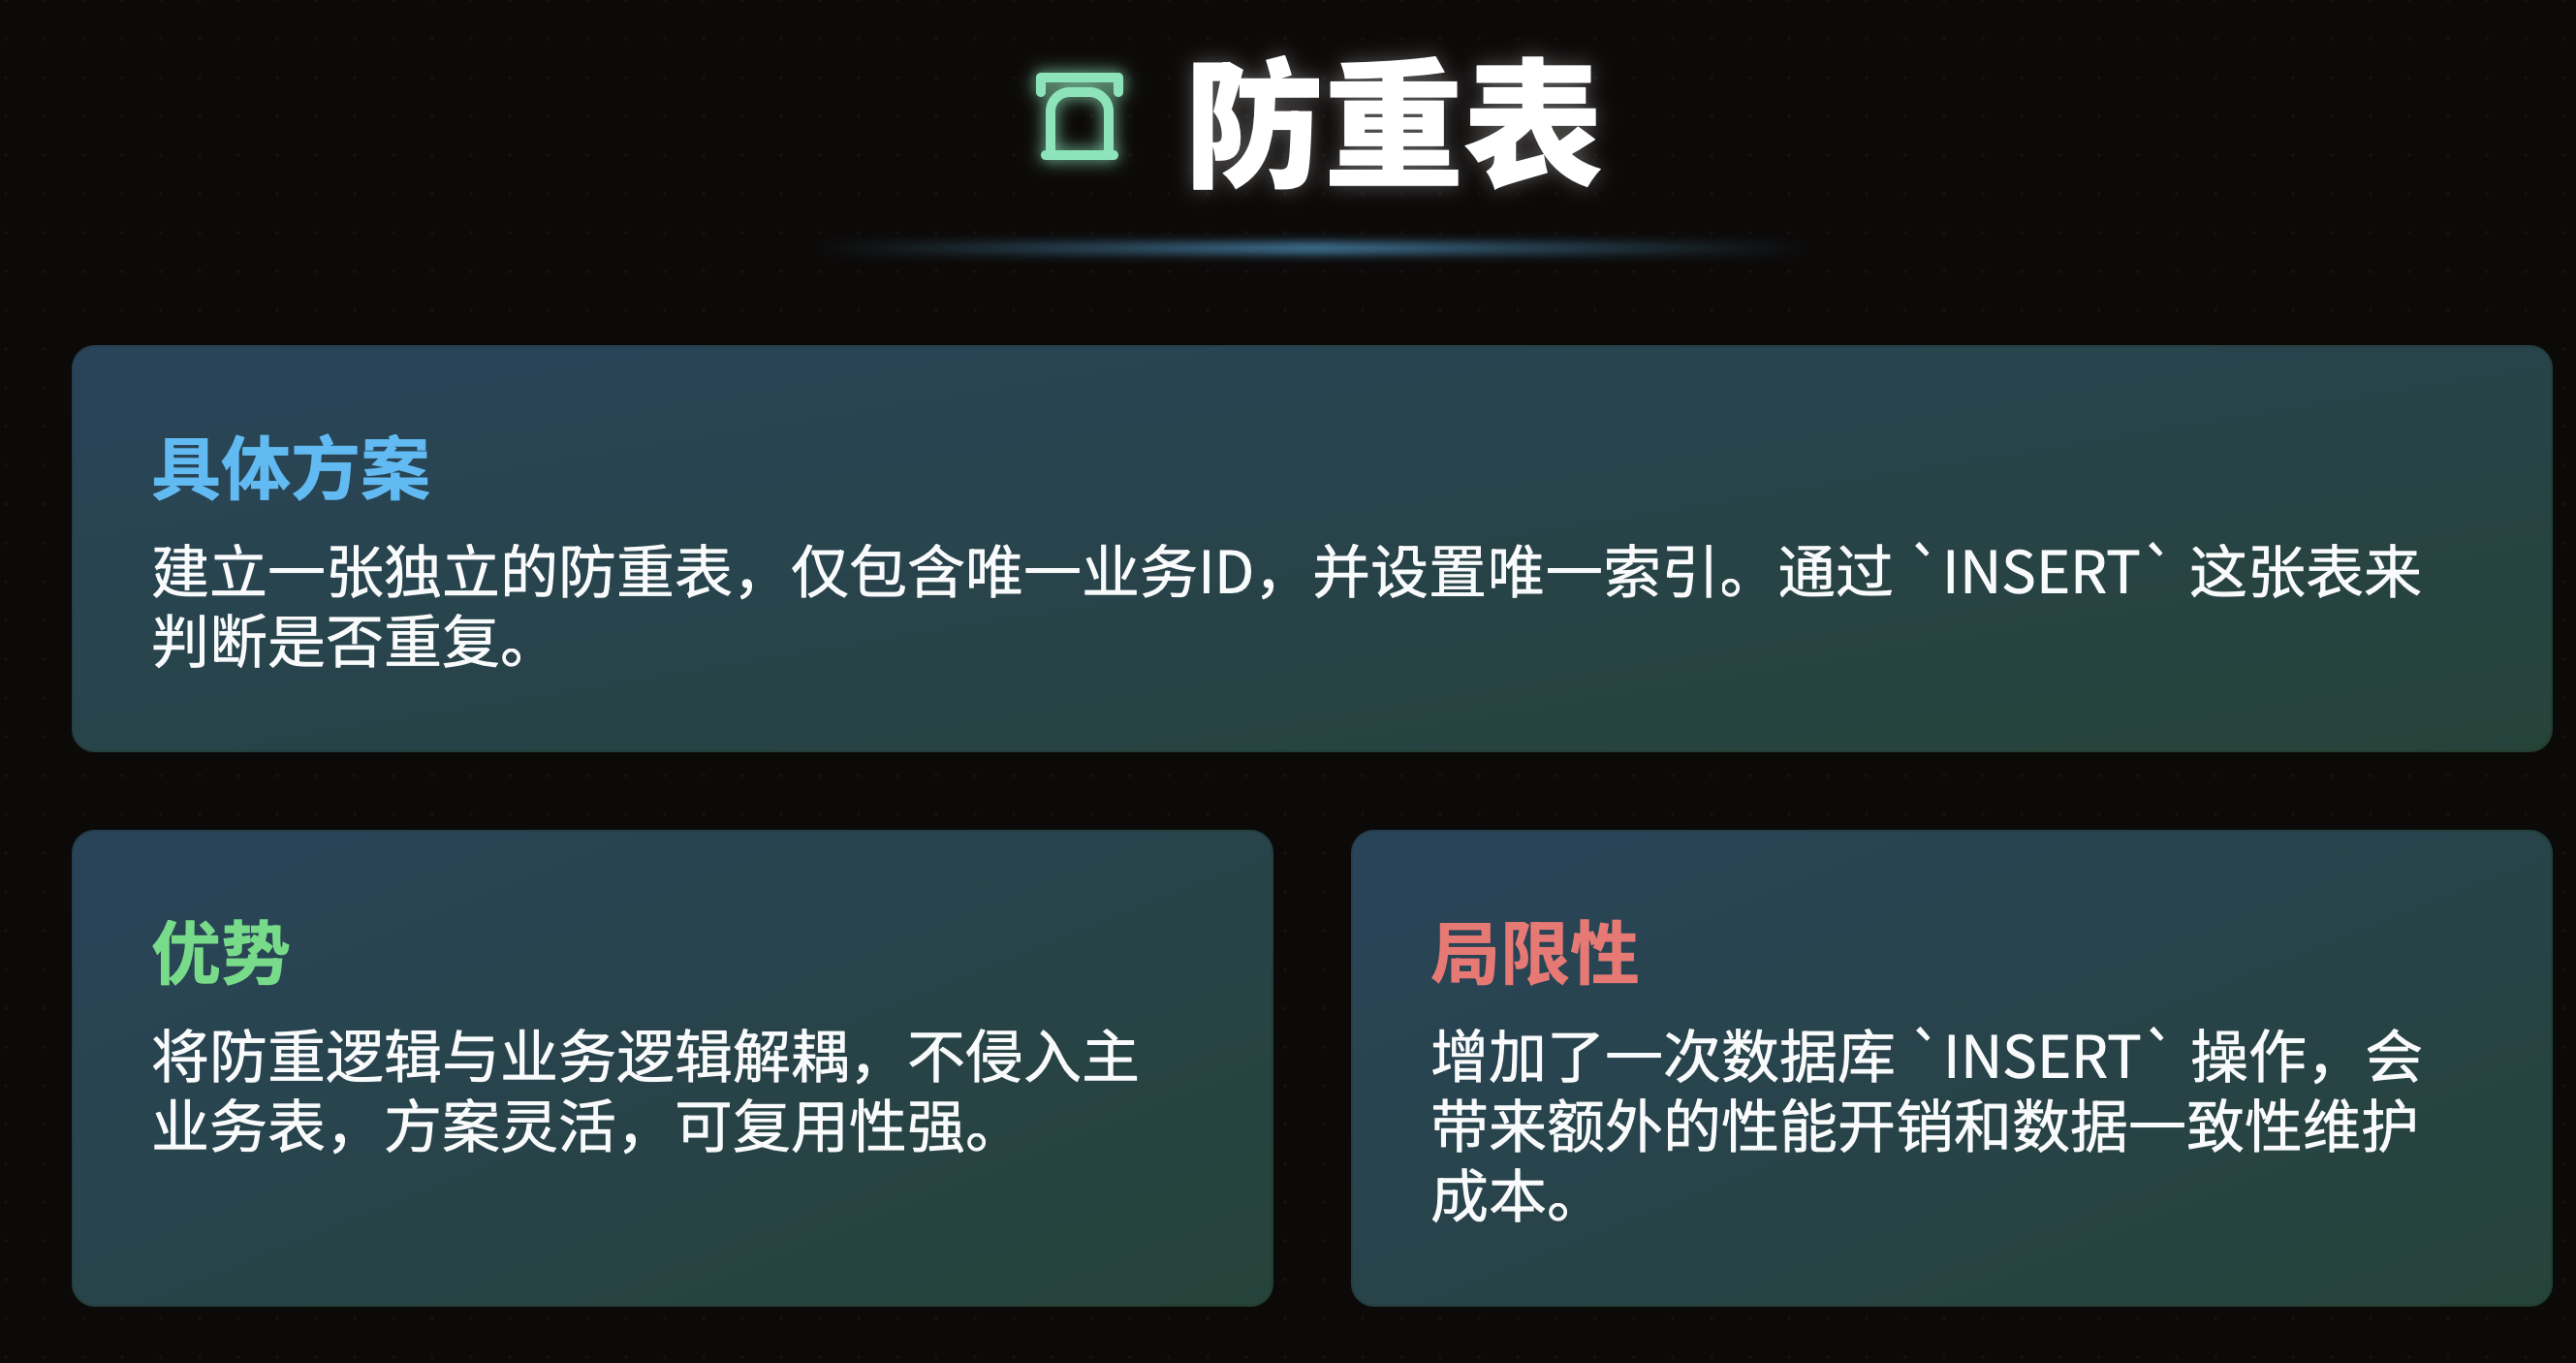 防重表
具体方案
建立一张独立的防重表，仅包含唯一业务ID，并设置唯一索引。通过 `INSERT` 这张表来
判断是否重复。
优势
将防重逻辑与业务逻辑解耦，不侵入主
业务表，方案灵活，可复用性强。
局限性
增加了一次数据库 `INSERT` 操作，会
带来额外的性能开销和数据一致性维护
成本。